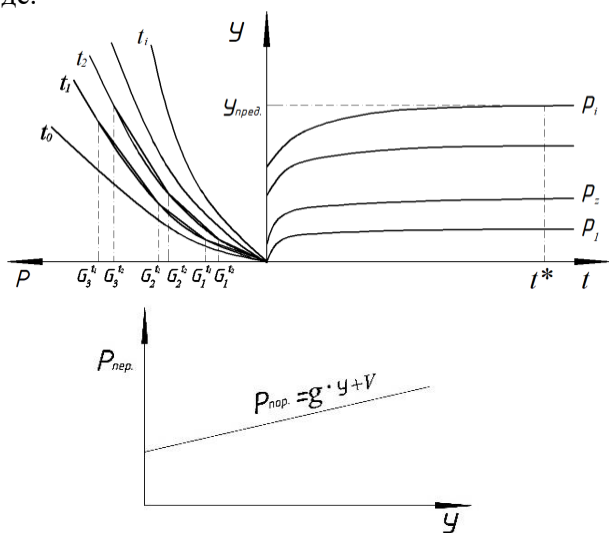 де:
y
t_i
t_2
t_1
t_0
y_пред.
P_i
P_2
P_1
P
G_3^{t_1} G_3^{t_2} G_2^{t_1} G_2^{t_2} G_1^{t_1} G_1^{t_2}
t*
t
P_пер.
P_пор. =g·y+V
y